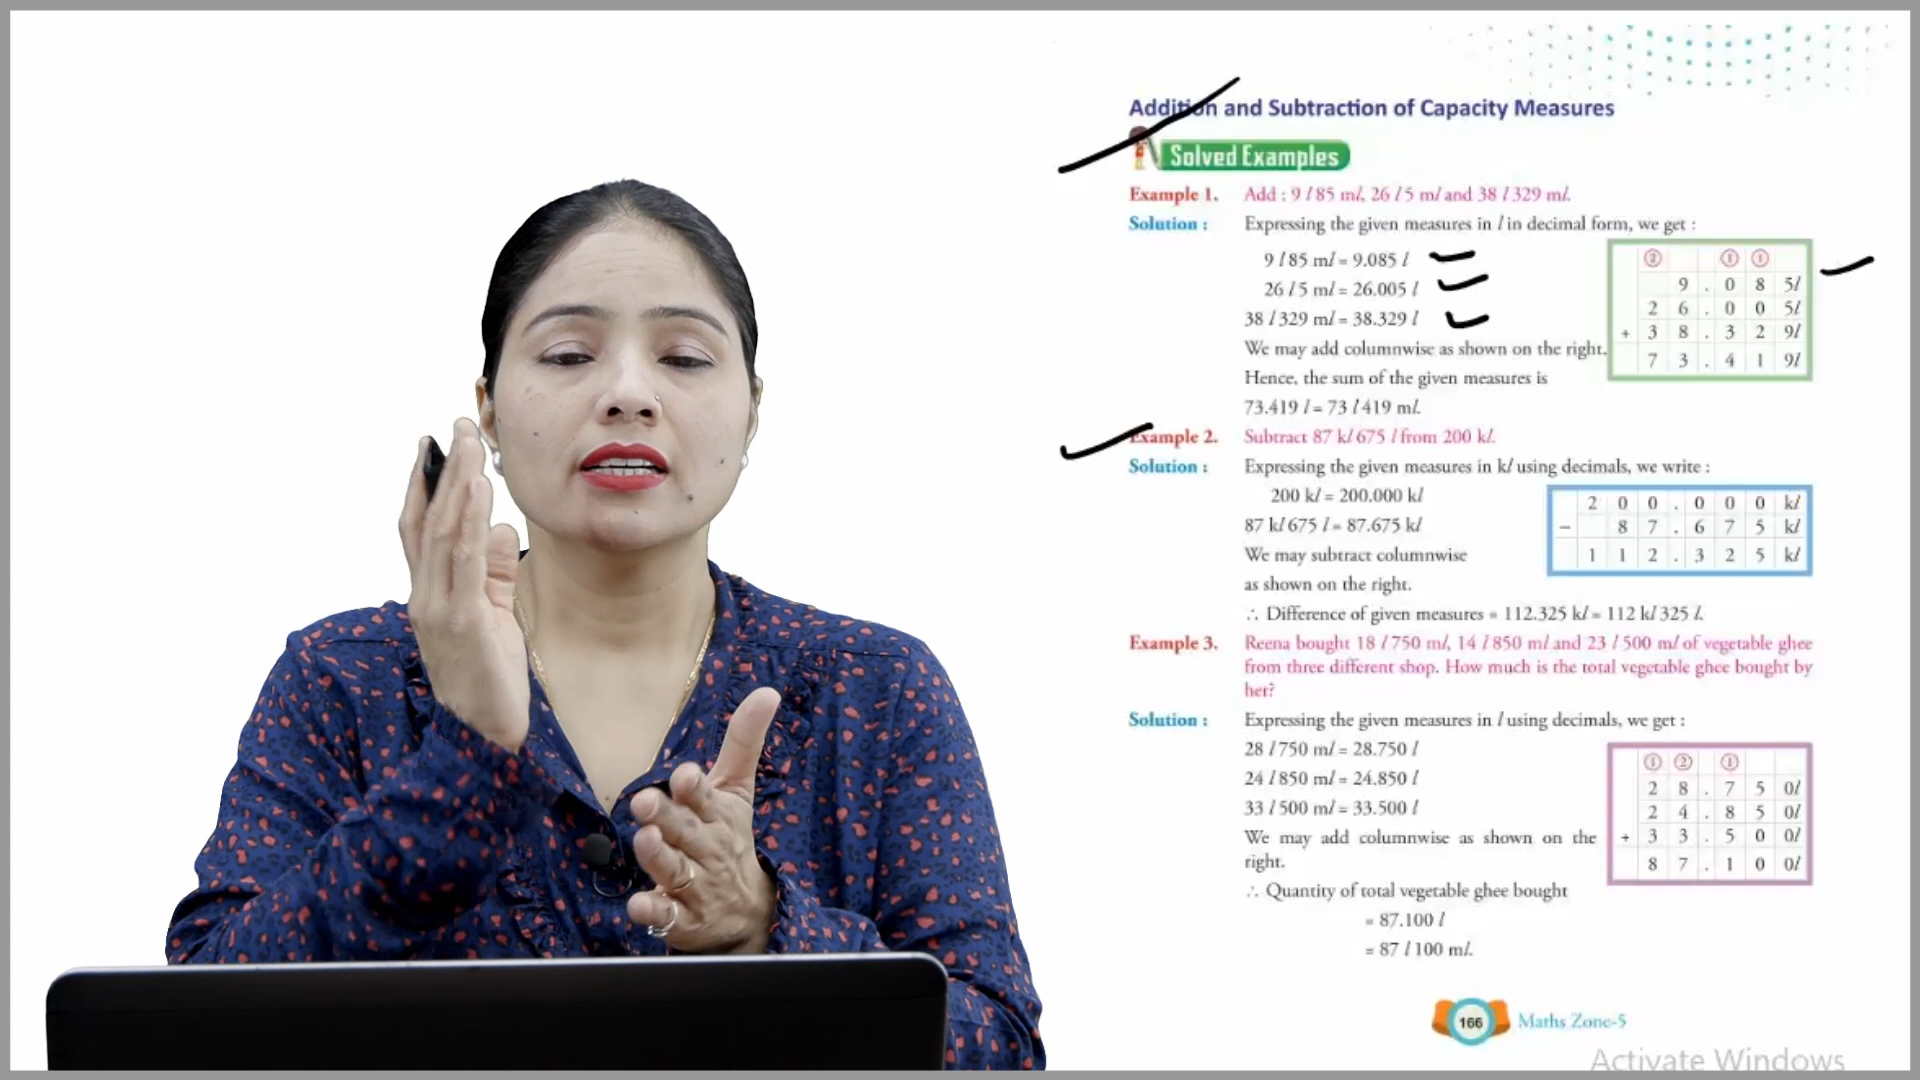 Addition and Subtraction of Capacity Measures
Solved Examples
Example 1. Add : 9 l 85 ml, 26 l 5 ml and 38 l 329 ml.
Solution : Expressing the given measures in l in decimal form, we get :
9 l 85 ml = 9.085 l
26 l 5 ml = 26.005 l
38 l 329 ml = 38.329 l
We may add columnwise as shown on the right.
Hence, the sum of the given measures is
73.419 l = 73 l 419 ml.
② ① ①
9 . 0 8 5l
2 6 . 0 0 5l
+ 3 8 . 3 2 9l
7 3 . 4 1 9l
Example 2. Subtract 87 kl 675 l from 200 kl.
Solution : Expressing the given measures in kl using decimals, we write :
200 kl = 200.000 kl
87 kl 675 l = 87.675 kl
We may subtract columnwise
as shown on the right.
2 0 0 . 0 0 0 kl
– 8 7 . 6 7 5 kl
1 1 2 . 3 2 5 kl
∴ Difference of given measures = 112.325 kl = 112 kl 325 l.
Example 3. Reena bought 18 l 750 ml, 14 l 850 ml and 23 l 500 ml of vegetable ghee
from three different shop. How much is the total vegetable ghee bought by
her?
Solution : Expressing the given measures in l using decimals, we get :
28 l 750 ml = 28.750 l
24 l 850 ml = 24.850 l
33 l 500 ml = 33.500 l
We may add columnwise as shown on the
right.
① ② ①
2 8 . 7 5 0l
2 4 . 8 5 0l
+ 3 3 . 5 0 0l
8 7 . 1 0 0l
∴ Quantity of total vegetable ghee bought
= 87.100 l
= 87 l 100 ml.
166 Maths Zone-5
Activate Windows